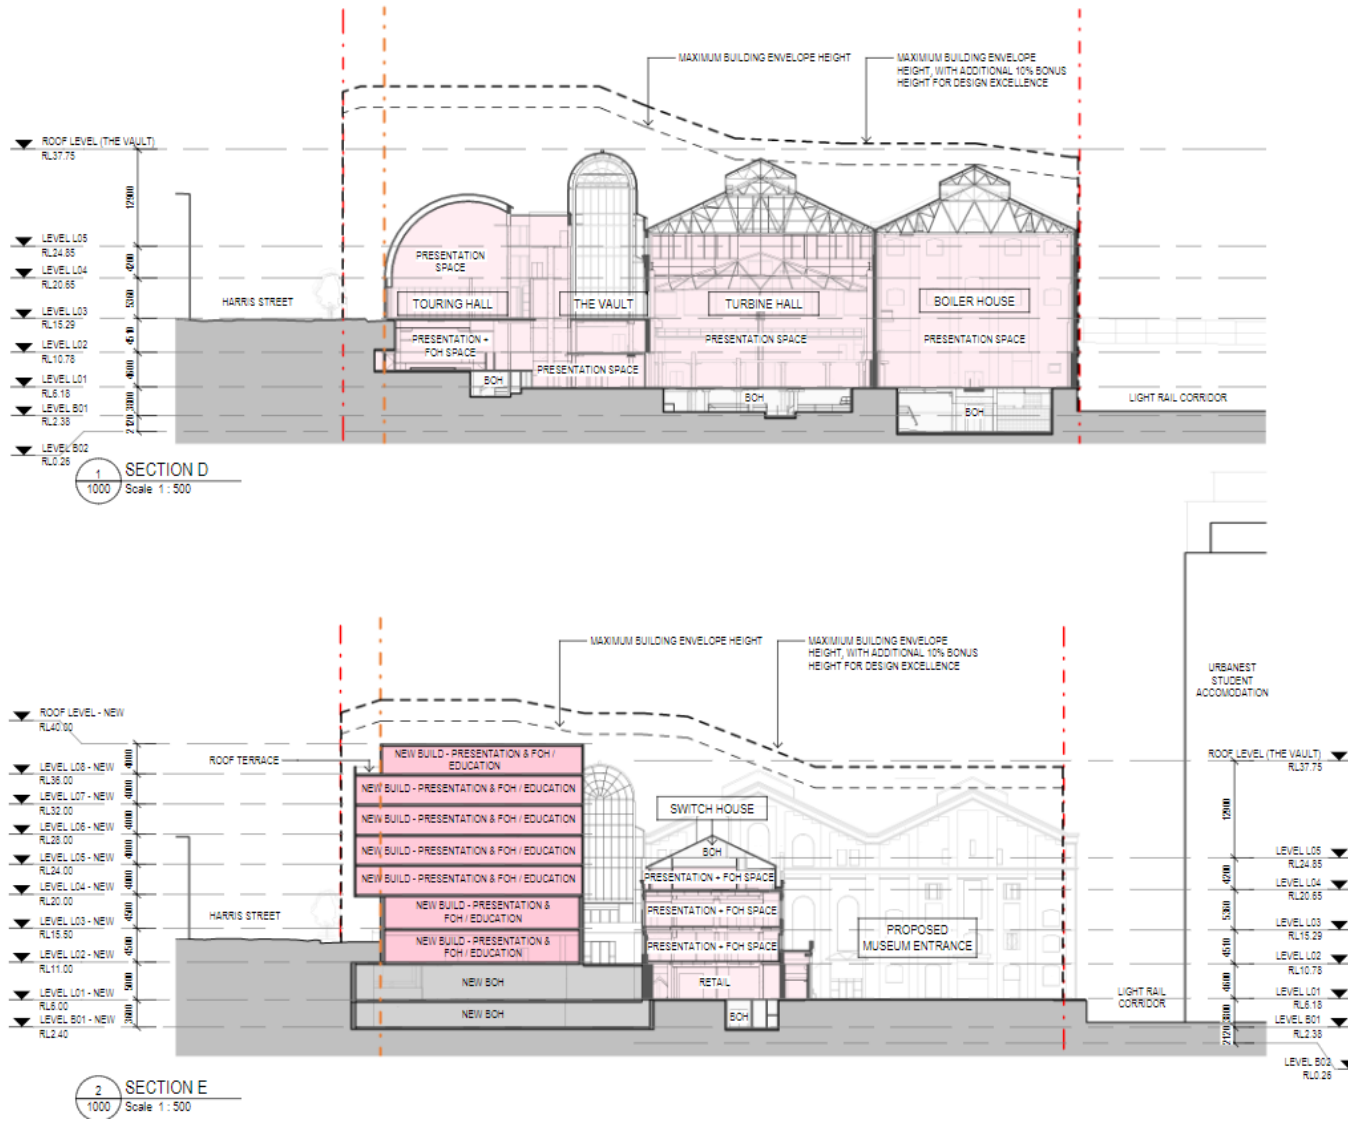 MAXIMUM BUILDING ENVELOPE HEIGHT
MAXIMUM BUILDING ENVELOPE
HEIGHT, WITH ADDITIONAL 10% BONUS
HEIGHT FOR DESIGN EXCELLENCE
ROOF LEVEL (THE VAULT)
RL37.75
12900
LEVEL L05
RL24.85
4200
LEVEL L04
RL20.65
5360
LEVEL L03
RL15.29
4510
LEVEL L02
RL10.78
4600
LEVEL L01
RL6.18
3800
LEVEL B01
RL2.38
2120
LEVEL B02
RL0.26
HARRIS STREET
PRESENTATION
SPACE
TOURING HALL
THE VAULT
TURBINE HALL
BOILER HOUSE
PRESENTATION +
FOH SPACE
PRESENTATION SPACE
PRESENTATION SPACE
PRESENTATION SPACE
BOH
BOH
BOH
LIGHT RAIL CORRIDOR
1
1000
SECTION D
Scale 1 : 500
MAXIMUM BUILDING ENVELOPE HEIGHT
MAXIMUM BUILDING ENVELOPE
HEIGHT, WITH ADDITIONAL 10% BONUS
HEIGHT FOR DESIGN EXCELLENCE
URBANEST
STUDENT
ACCOMODATION
ROOF LEVEL - NEW
RL40.00
4000
LEVEL L08 - NEW
RL36.00
4000
LEVEL L07 - NEW
RL32.00
4000
LEVEL L06 - NEW
RL28.00
4000
LEVEL L05 - NEW
RL24.00
4000
LEVEL L04 - NEW
RL20.00
4500
LEVEL L03 - NEW
RL15.50
4500
LEVEL L02 - NEW
RL11.00
5000
LEVEL L01 - NEW
RL6.00
3600
LEVEL B01 - NEW
RL2.40
ROOF TERRACE
HARRIS STREET
NEW BUILD - PRESENTATION & FOH /
EDUCATION
NEW BUILD - PRESENTATION & FOH / EDUCATION
NEW BUILD - PRESENTATION & FOH / EDUCATION
NEW BUILD - PRESENTATION & FOH / EDUCATION
NEW BUILD - PRESENTATION & FOH / EDUCATION
NEW BUILD - PRESENTATION &
FOH / EDUCATION
NEW BUILD - PRESENTATION &
FOH / EDUCATION
NEW BOH
NEW BOH
SWITCH HOUSE
BOH
PRESENTATION + FOH SPACE
PRESENTATION + FOH SPACE
PRESENTATION + FOH SPACE
RETAIL
BOH
PROPOSED
MUSEUM ENTRANCE
LIGHT RAIL
CORRIDOR
ROOF LEVEL (THE VAULT)
RL37.75
12900
LEVEL L05
RL24.85
4200
LEVEL L04
RL20.65
5360
LEVEL L03
RL15.29
4510
LEVEL L02
RL10.78
4600
LEVEL L01
RL6.18
3800
LEVEL B01
RL2.38
2120
LEVEL B02
RL0.26
2
1000
SECTION E
Scale 1 : 500